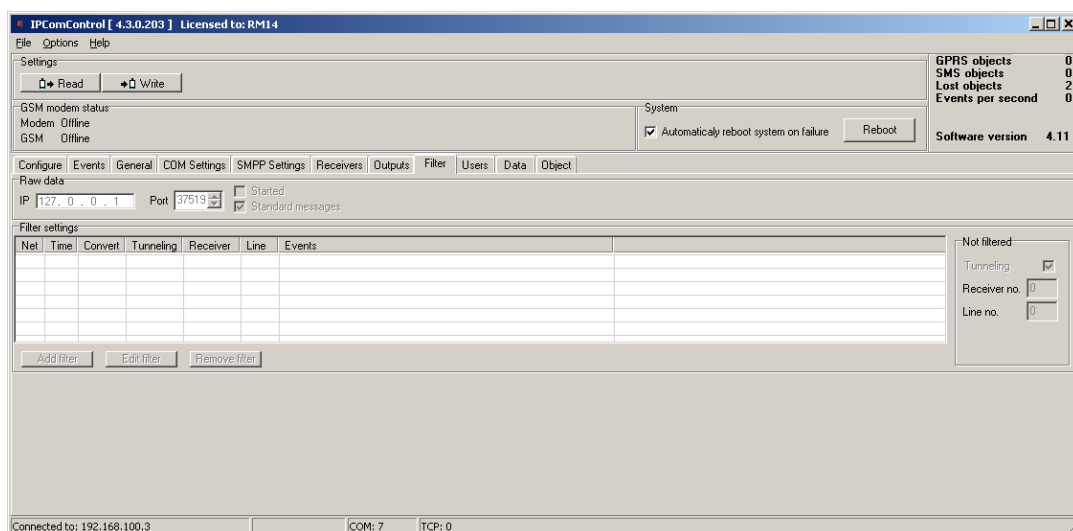 IPComControl [ 4.3.0.203 ] Licensed to: RM14
File Options Help
Settings
Read Write
GPRS objects 0
SMS objects 0
Lost objects 2
Events per second 0
Software version 4.11
GSM modem status
Modem Offline
GSM Offline
System
Automaticaly reboot system on failure Reboot
Configure Events General COM Settings SMPP Settings Receivers Outputs Filter Users Data Object
Raw data
IP 127. 0 . 0 . 1 Port 37519
Started
Standard messages
Filter settings
Net Time Convert Tunneling Receiver Line Events
Not filtered
Tunneling
Receiver no. 0
Line no. 0
Add filter Edit filter Remove filter
Connected to: 192.168.100.3 COM: 7 TCP: 0